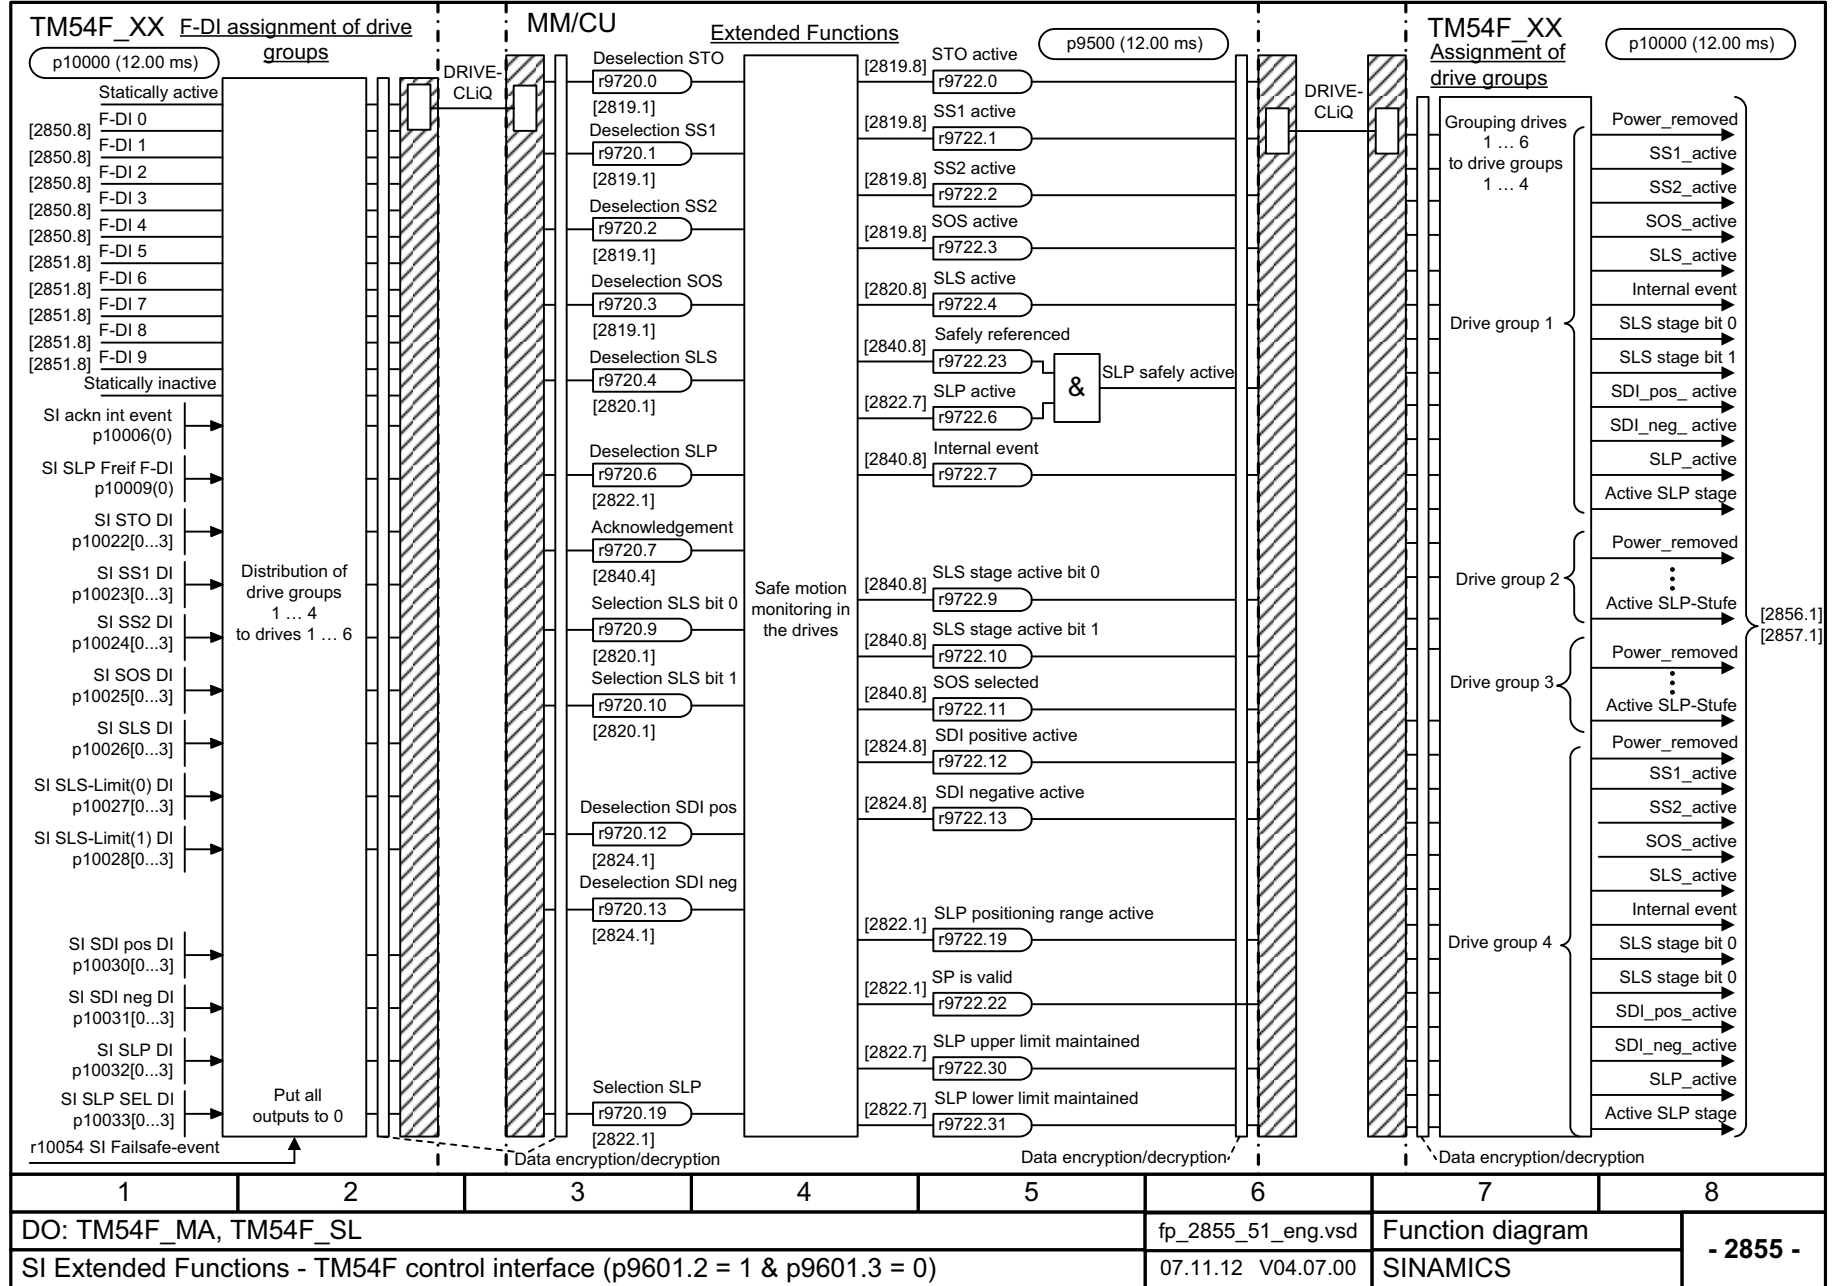 TM54F_XX
F-DI assignment of drive
groups
p10000 (12.00 ms)
Statically active
F-DI 0
[2850.8]
F-DI 1
[2850.8]
F-DI 2
[2850.8]
F-DI 3
[2850.8]
F-DI 4
[2850.8]
F-DI 5
[2851.8]
F-DI 6
[2851.8]
F-DI 7
[2851.8]
F-DI 8
[2851.8]
F-DI 9
[2851.8]
Statically inactive
SI ackn int event
p10006(0)
SI SLP Freif F-DI
p10009(0)
SI STO DI
p10022[0...3]
SI SS1 DI
p10023[0...3]
SI SS2 DI
p10024[0...3]
SI SOS DI
p10025[0...3]
SI SLS DI
p10026[0...3]
SI SLS-Limit(0) DI
p10027[0...3]
SI SLS-Limit(1) DI
p10028[0...3]
SI SDI pos DI
p10030[0...3]
SI SDI neg DI
p10031[0...3]
SI SLP DI
p10032[0...3]
SI SLP SEL DI
p10033[0...3]
r10054 SI Failsafe-event
Distribution of
drive groups
1 ... 4
to drives 1 ... 6
Put all
outputs to 0
DRIVE-
CLiQ
MM/CU
Extended Functions
p9500 (12.00 ms)
Deselection STO
r9720.0
[2819.1]
Deselection SS1
r9720.1
[2819.1]
Deselection SS2
r9720.2
[2819.1]
Deselection SOS
r9720.3
[2819.1]
Deselection SLS
r9720.4
[2820.1]
Deselection SLP
r9720.6
[2822.1]
Acknowledgement
r9720.7
[2840.4]
Selection SLS bit 0
r9720.9
[2820.1]
Selection SLS bit 1
r9720.10
[2820.1]
Deselection SDI pos
r9720.12
[2824.1]
Deselection SDI neg
r9720.13
[2824.1]
Selection SLP
r9720.19
[2822.1]
Data encryption/decryption
Safe motion
monitoring in
the drives
[2819.8]
STO active
r9722.0
[2819.8]
SS1 active
r9722.1
[2819.8]
SS2 active
r9722.2
[2819.8]
SOS active
r9722.3
[2820.8]
SLS active
r9722.4
[2840.8]
Safely referenced
r9722.23
[2822.7]
SLP active
r9722.6
&
SLP safely active
[2840.8]
Internal event
r9722.7
[2840.8]
SLS stage active bit 0
r9722.9
[2840.8]
SLS stage active bit 1
r9722.10
[2840.8]
SOS selected
r9722.11
[2824.8]
SDI positive active
r9722.12
[2824.8]
SDI negative active
r9722.13
[2822.1]
SLP positioning range active
r9722.19
[2822.1]
SP is valid
r9722.22
[2822.7]
SLP upper limit maintained
r9722.30
[2822.7]
SLP lower limit maintained
r9722.31
Data encryption/decryption
DRIVE-
CLiQ
TM54F_XX
Assignment of
drive groups
p10000 (12.00 ms)
Grouping drives
1 ... 6
to drive groups
1 ... 4
Drive group 1
Power_removed
SS1_active
SS2_active
SOS_active
SLS_active
Internal event
SLS stage bit 0
SLS stage bit 1
SDI_pos_ active
SDI_neg_ active
SLP_active
Active SLP stage
Drive group 2
Power_removed
Active SLP-Stufe
Drive group 3
Power_removed
Active SLP-Stufe
Drive group 4
Power_removed
SS1_active
SS2_active
SOS_active
SLS_active
Internal event
SLS stage bit 0
SLS stage bit 0
SDI_pos_active
SDI_neg_active
SLP_active
Active SLP stage
[2856.1]
[2857.1]
Data encryption/decryption
1 2 3 4 5 6 7 8
DO: TM54F_MA, TM54F_SL
fp_2855_51_eng.vsd
Function diagram
- 2855 -
SI Extended Functions - TM54F control interface (p9601.2 = 1 & p9601.3 = 0)
07.11.12 V04.07.00
SINAMICS